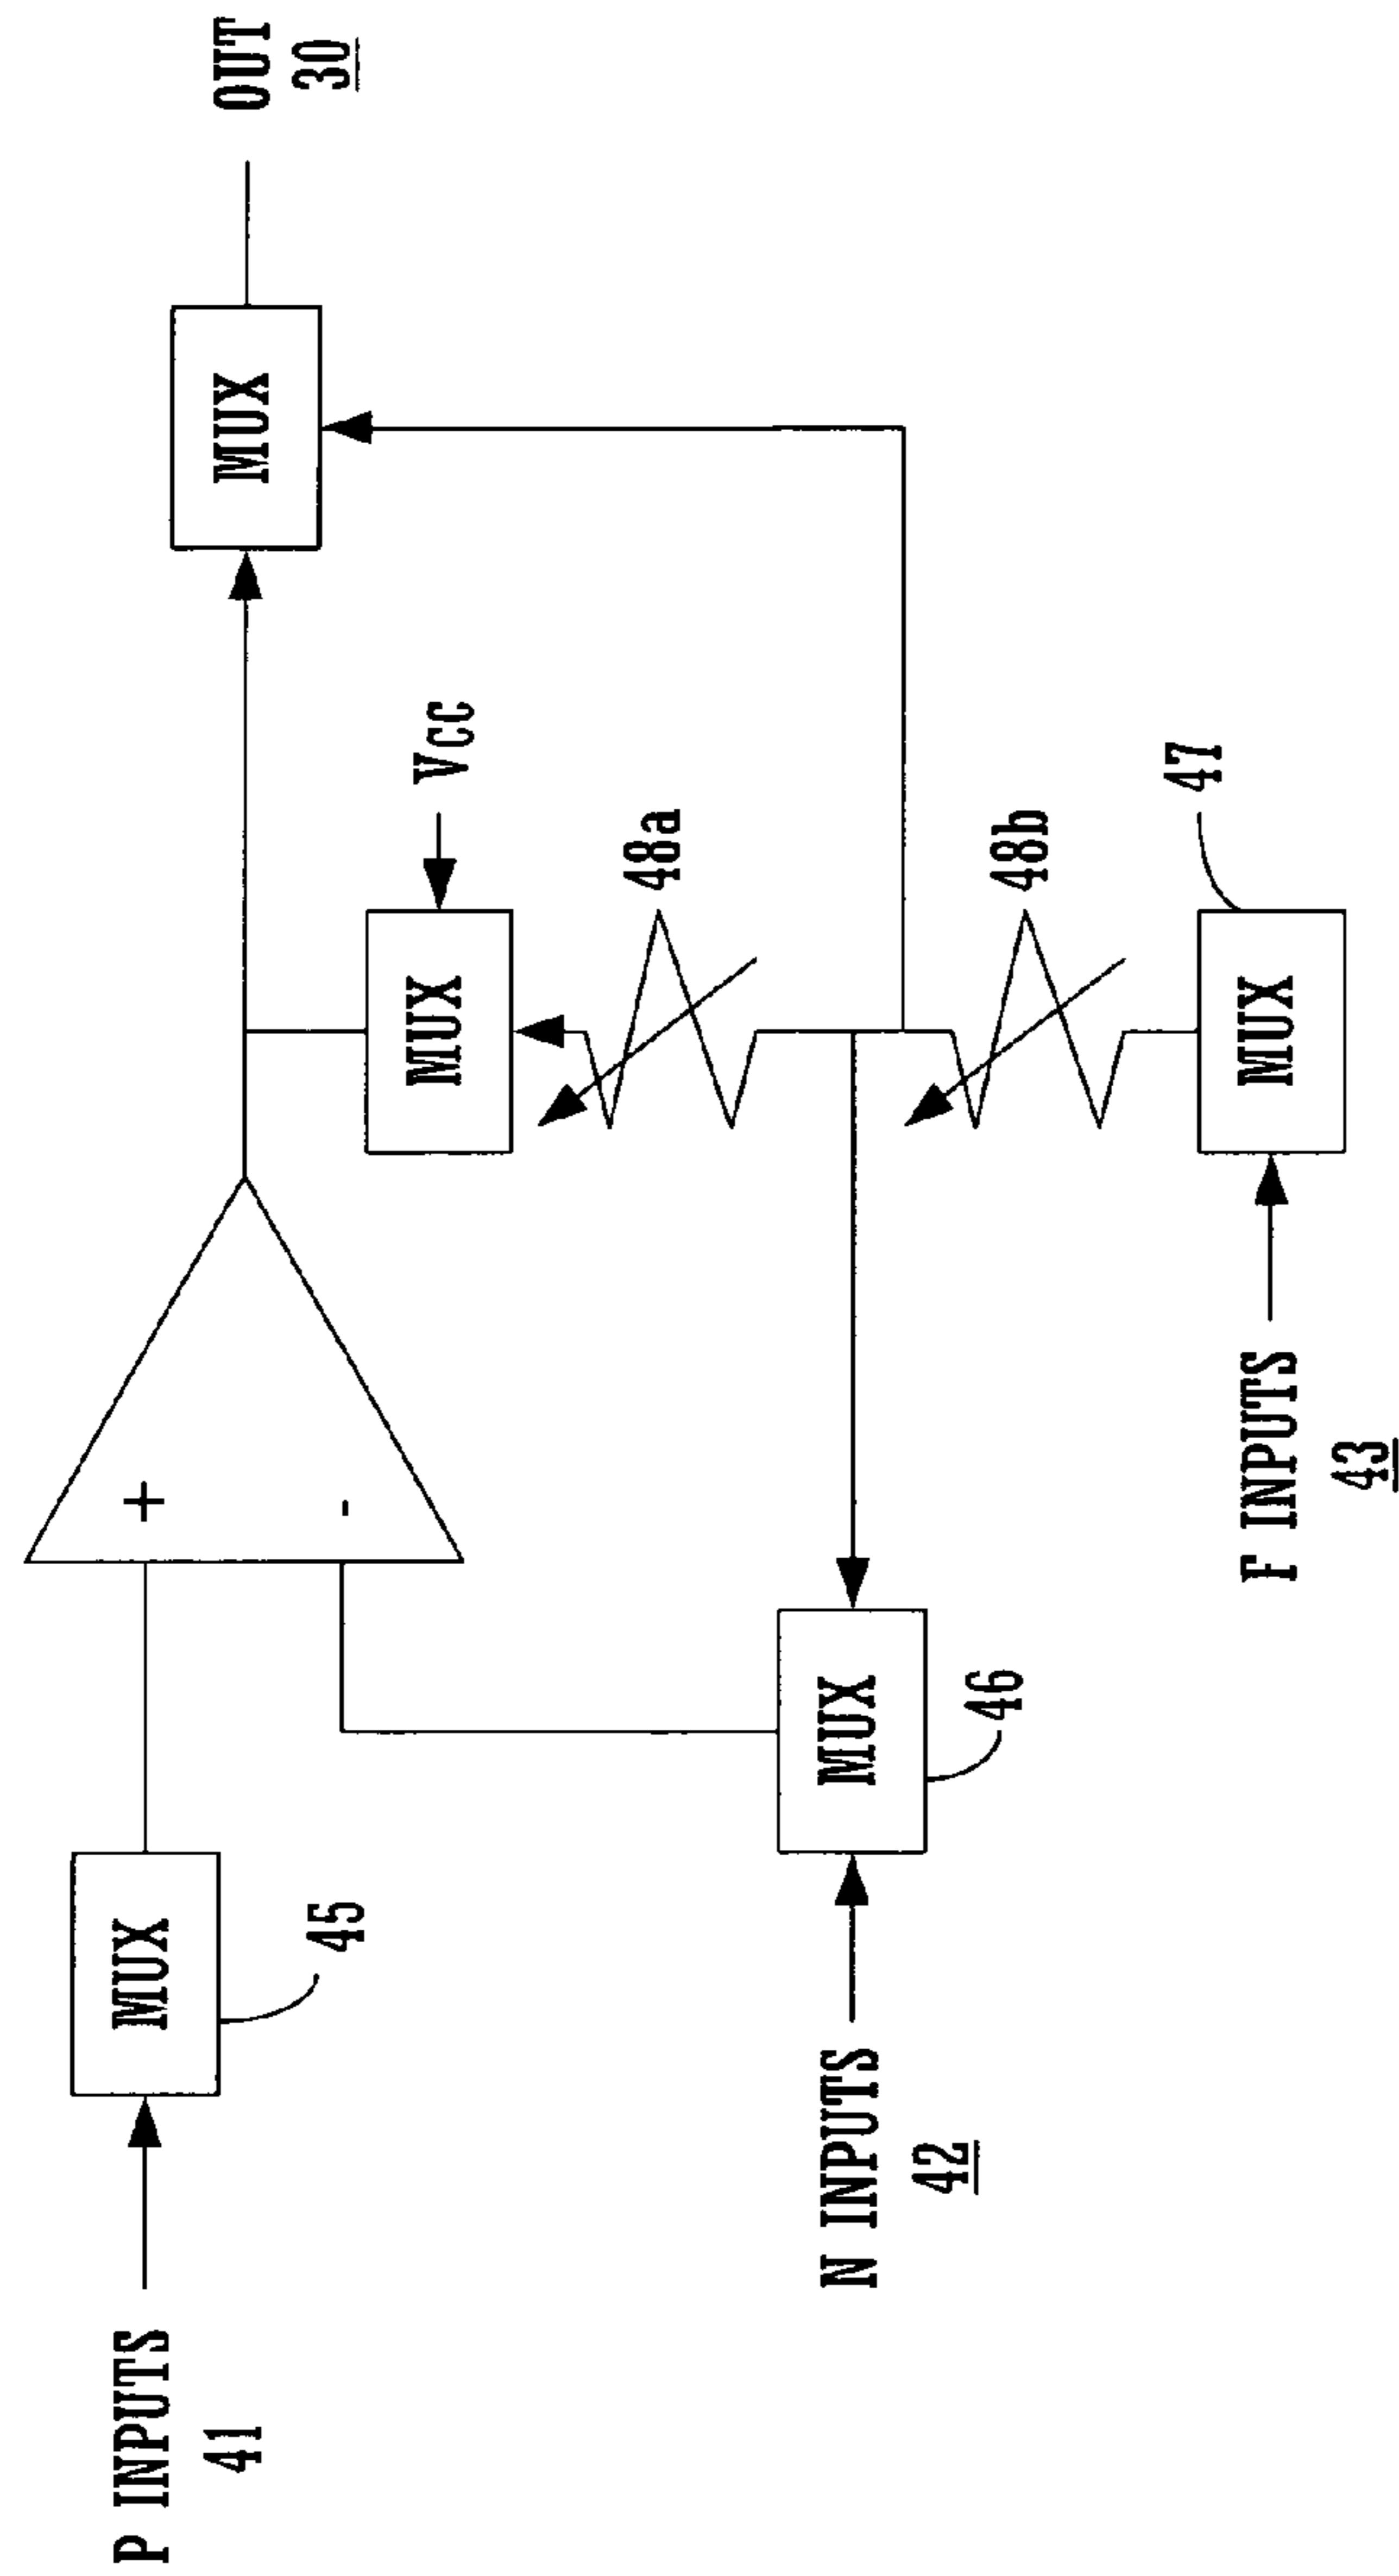 P INPUTS
41
MUX
45
+
-
N INPUTS
42
MUX
46
MUX
VCC
48a
48b
F INPUTS
43
MUX
47
MUX
OUT
30